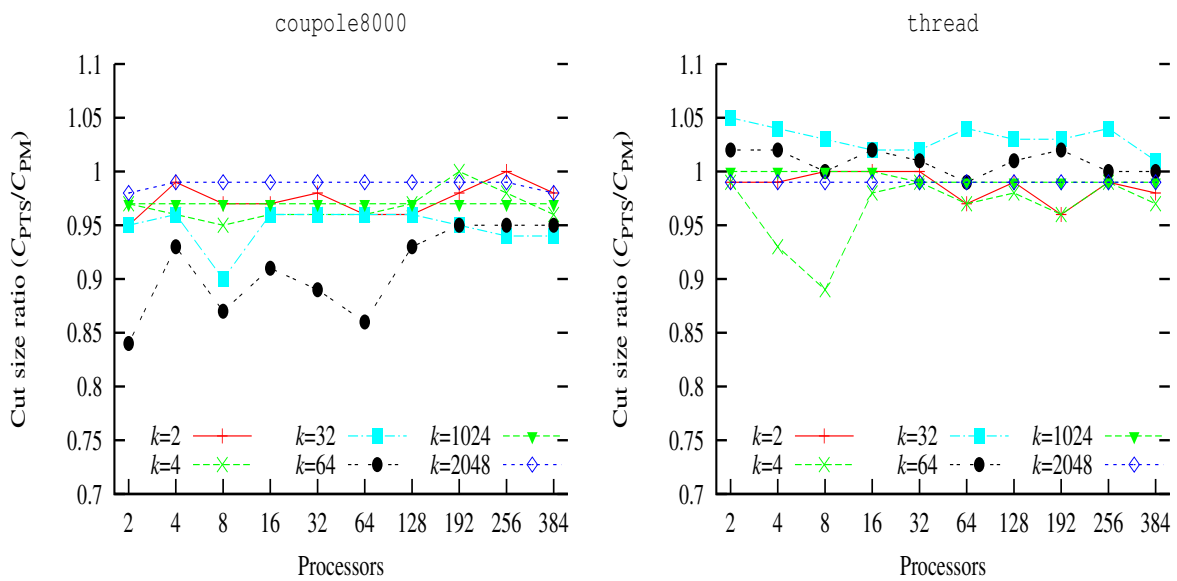 coupole8000
Cut size ratio (C_PTS/C_PM)
1.1
1.05
1
0.95
0.9
0.85
0.8
0.75
0.7
k=2 k=32 k=1024
k=4 k=64 k=2048
2 4 8 16 32 64 128 192 256 384
Processors
thread
Cut size ratio (C_PTS/C_PM)
1.1
1.05
1
0.95
0.9
0.85
0.8
0.75
0.7
k=2 k=32 k=1024
k=4 k=64 k=2048
2 4 8 16 32 64 128 192 256 384
Processors